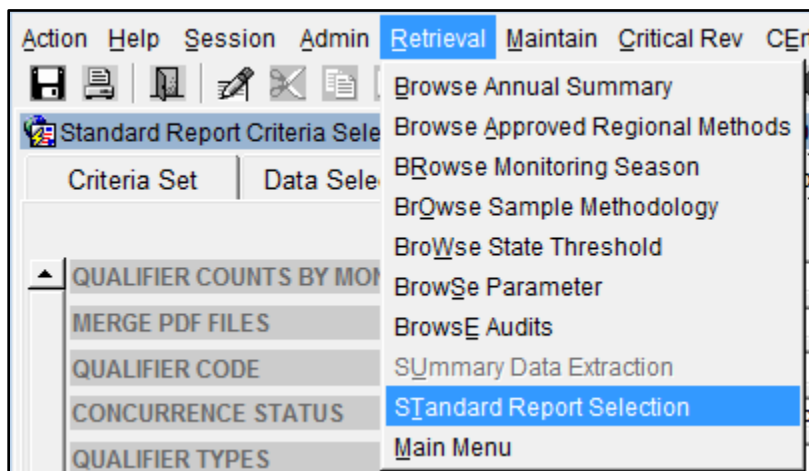 Action Help Session Admin Retrieval Maintain Critical Rev CEn
Standard Report Criteria Sele
Criteria Set Data Sele
QUALIFIER COUNTS BY MON
MERGE PDF FILES
QUALIFIER CODE
CONCURRENCE STATUS
QUALIFIER TYPES
Browse Annual Summary
Browse Approved Regional Methods
BRowse Monitoring Season
BrOwse Sample Methodology
BroWse State Threshold
BrowSe Parameter
BrowsE Audits
SUmmary Data Extraction
STandard Report Selection
Main Menu